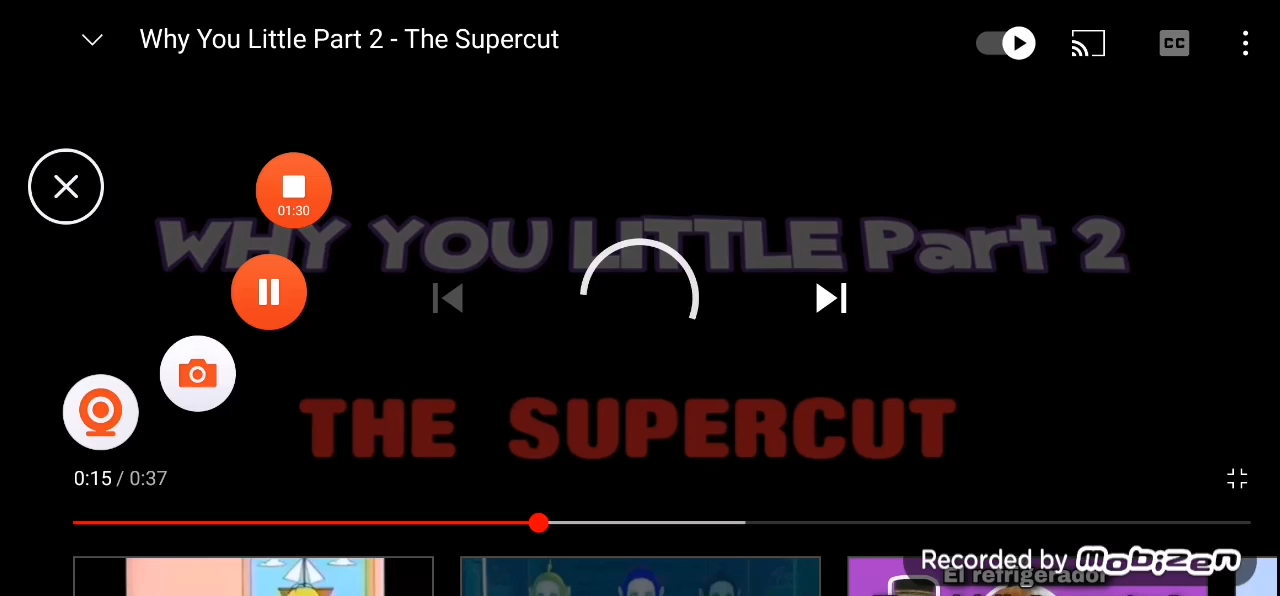 Why You Little Part 2 - The Supercut
CC
01:30
WHY YOU LITTLE Part 2
THE SUPERCUT
0:15 / 0:37
Recorded by mobizen
El refrigerador